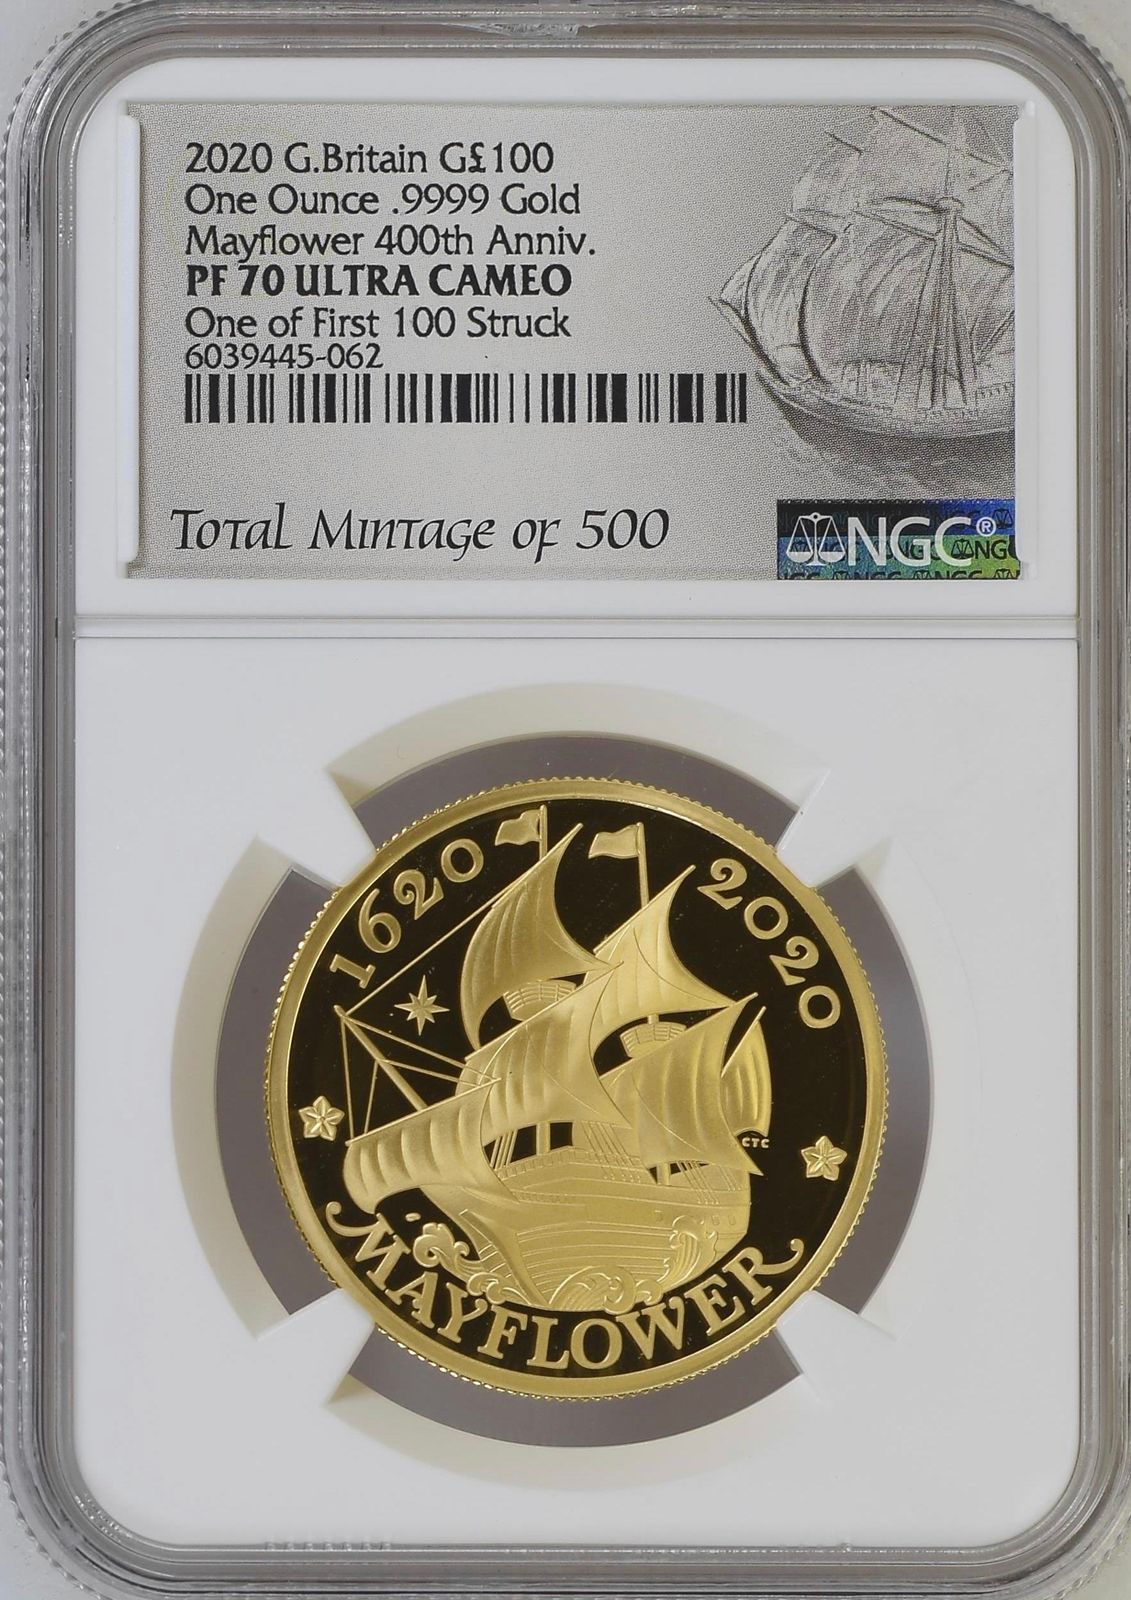 2020 G.Britain G£100
One Ounce .9999 Gold
Mayflower 400th Anniv.
PF 70 ULTRA CAMEO
One of First 100 Struck
6039445-062
Total Mintage of 500
NGC®
1620
2020
CTC
MAYFLOWER